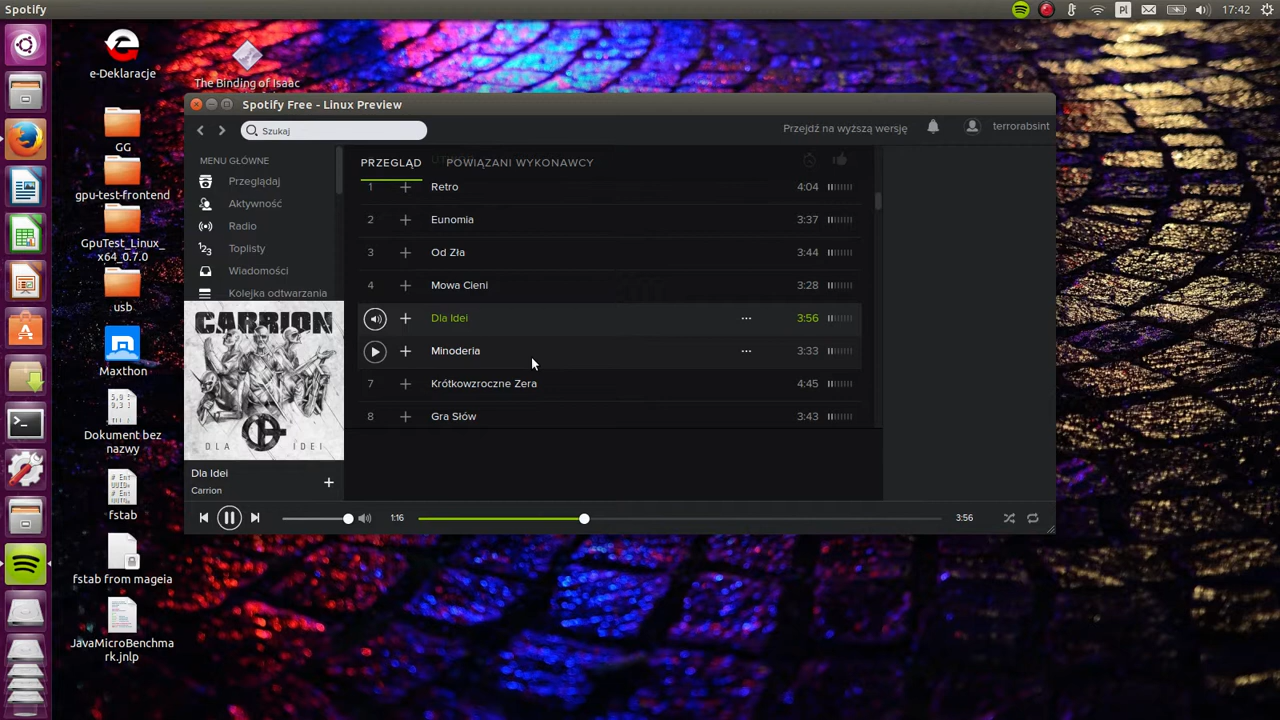 Spotify
Pl
17:42
e-Deklaracje
The Binding of Isaac
GG
gpu-test-frontend
GpuTest_Linux_
x64_0.7.0
usb
Maxthon
Dokument bez
nazwy
fstab
fstab from mageia
JavaMicroBenchma
rk.jnlp
Spotify Free - Linux Preview
Szukaj
Przejdź na wyższą wersję
terrorabsint
MENU GŁÓWNE
Przeglądaj
Aktywność
Radio
Toplisty
Wiadomości
Kolejka odtwarzania
PRZEGLĄD
POWIĄZANI WYKONAWCY
1 Retro 4:04
2 Eunomia 3:37
3 Od Zła 3:44
4 Mowa Cieni 3:28
Dla Idei 3:56
Minoderia 3:33
7 Krótkowzroczne Zera 4:45
8 Gra Słów 3:43
CARRION
DLA IDEI
Dla Idei
Carrion
1:16
3:56